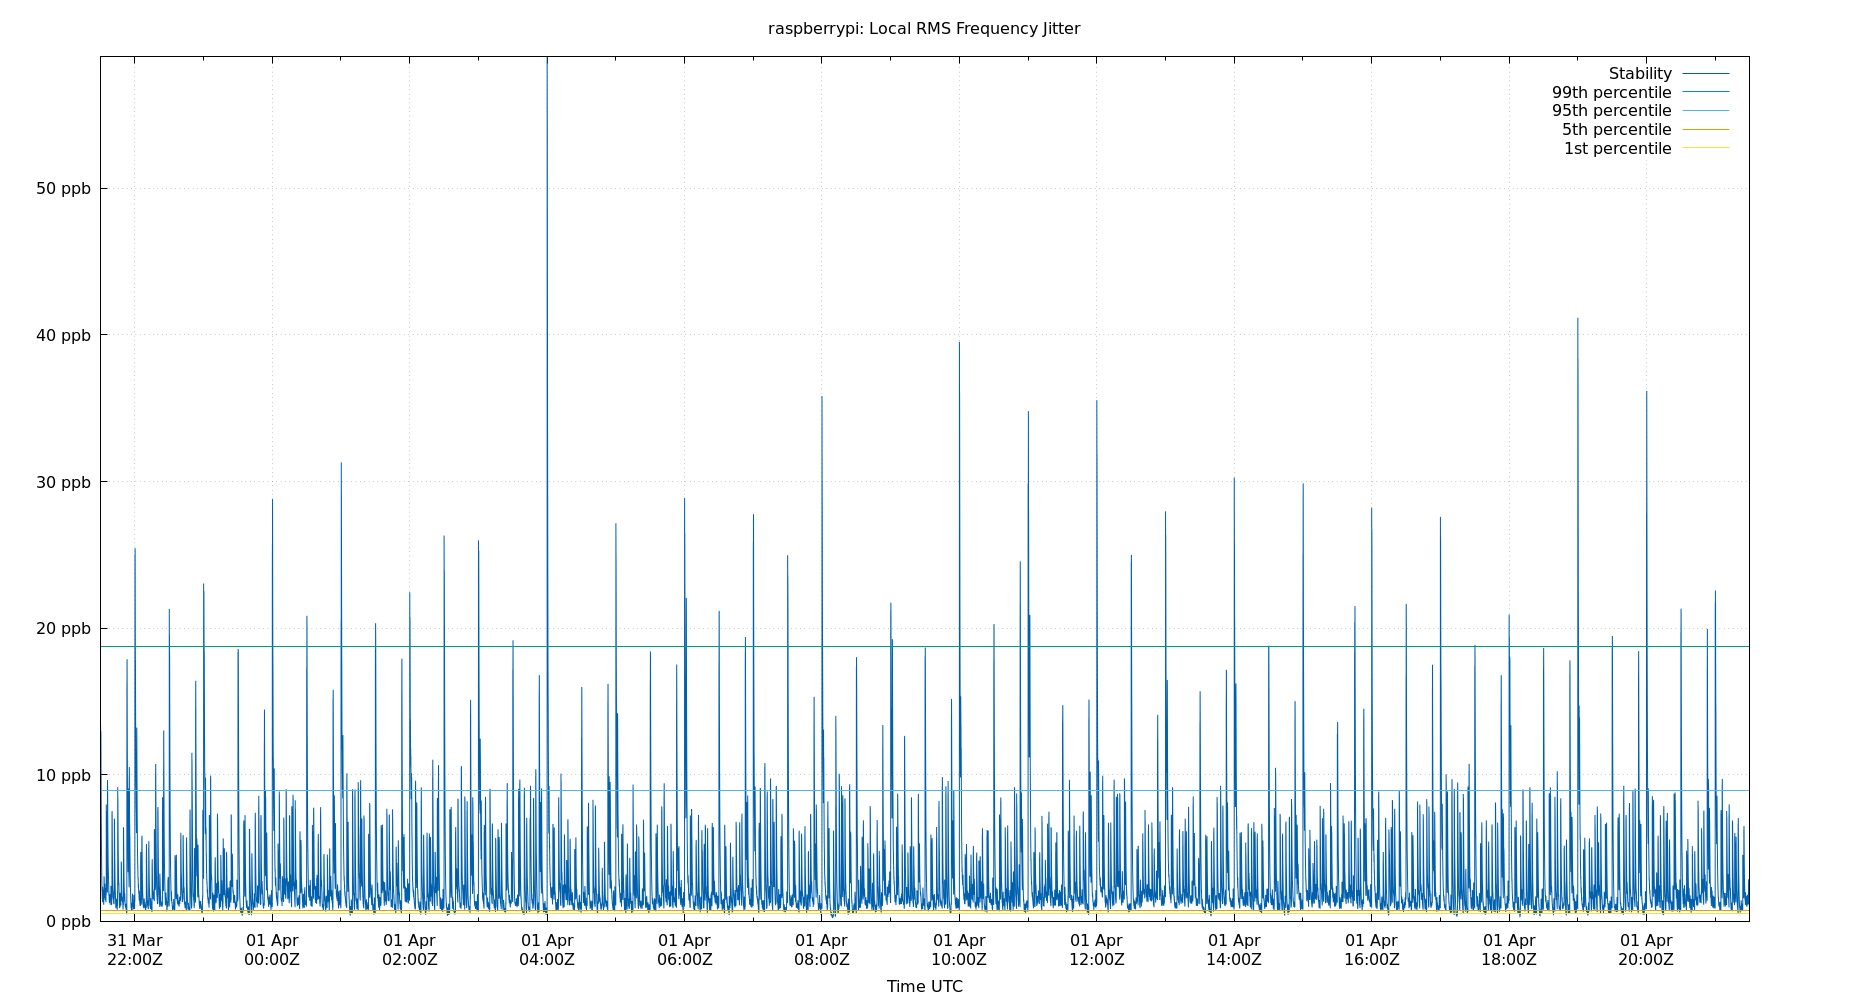 raspberrypi: Local RMS Frequency Jitter
Stability
99th percentile
95th percentile
5th percentile
1st percentile
50 ppb
40 ppb
30 ppb
20 ppb
10 ppb
0 ppb
31 Mar 01 Apr 01 Apr 01 Apr 01 Apr 01 Apr 01 Apr 01 Apr 01 Apr 01 Apr 01 Apr 01 Apr
22:00Z 00:00Z 02:00Z 04:00Z 06:00Z 08:00Z 10:00Z 12:00Z 14:00Z 16:00Z 18:00Z 20:00Z
Time UTC